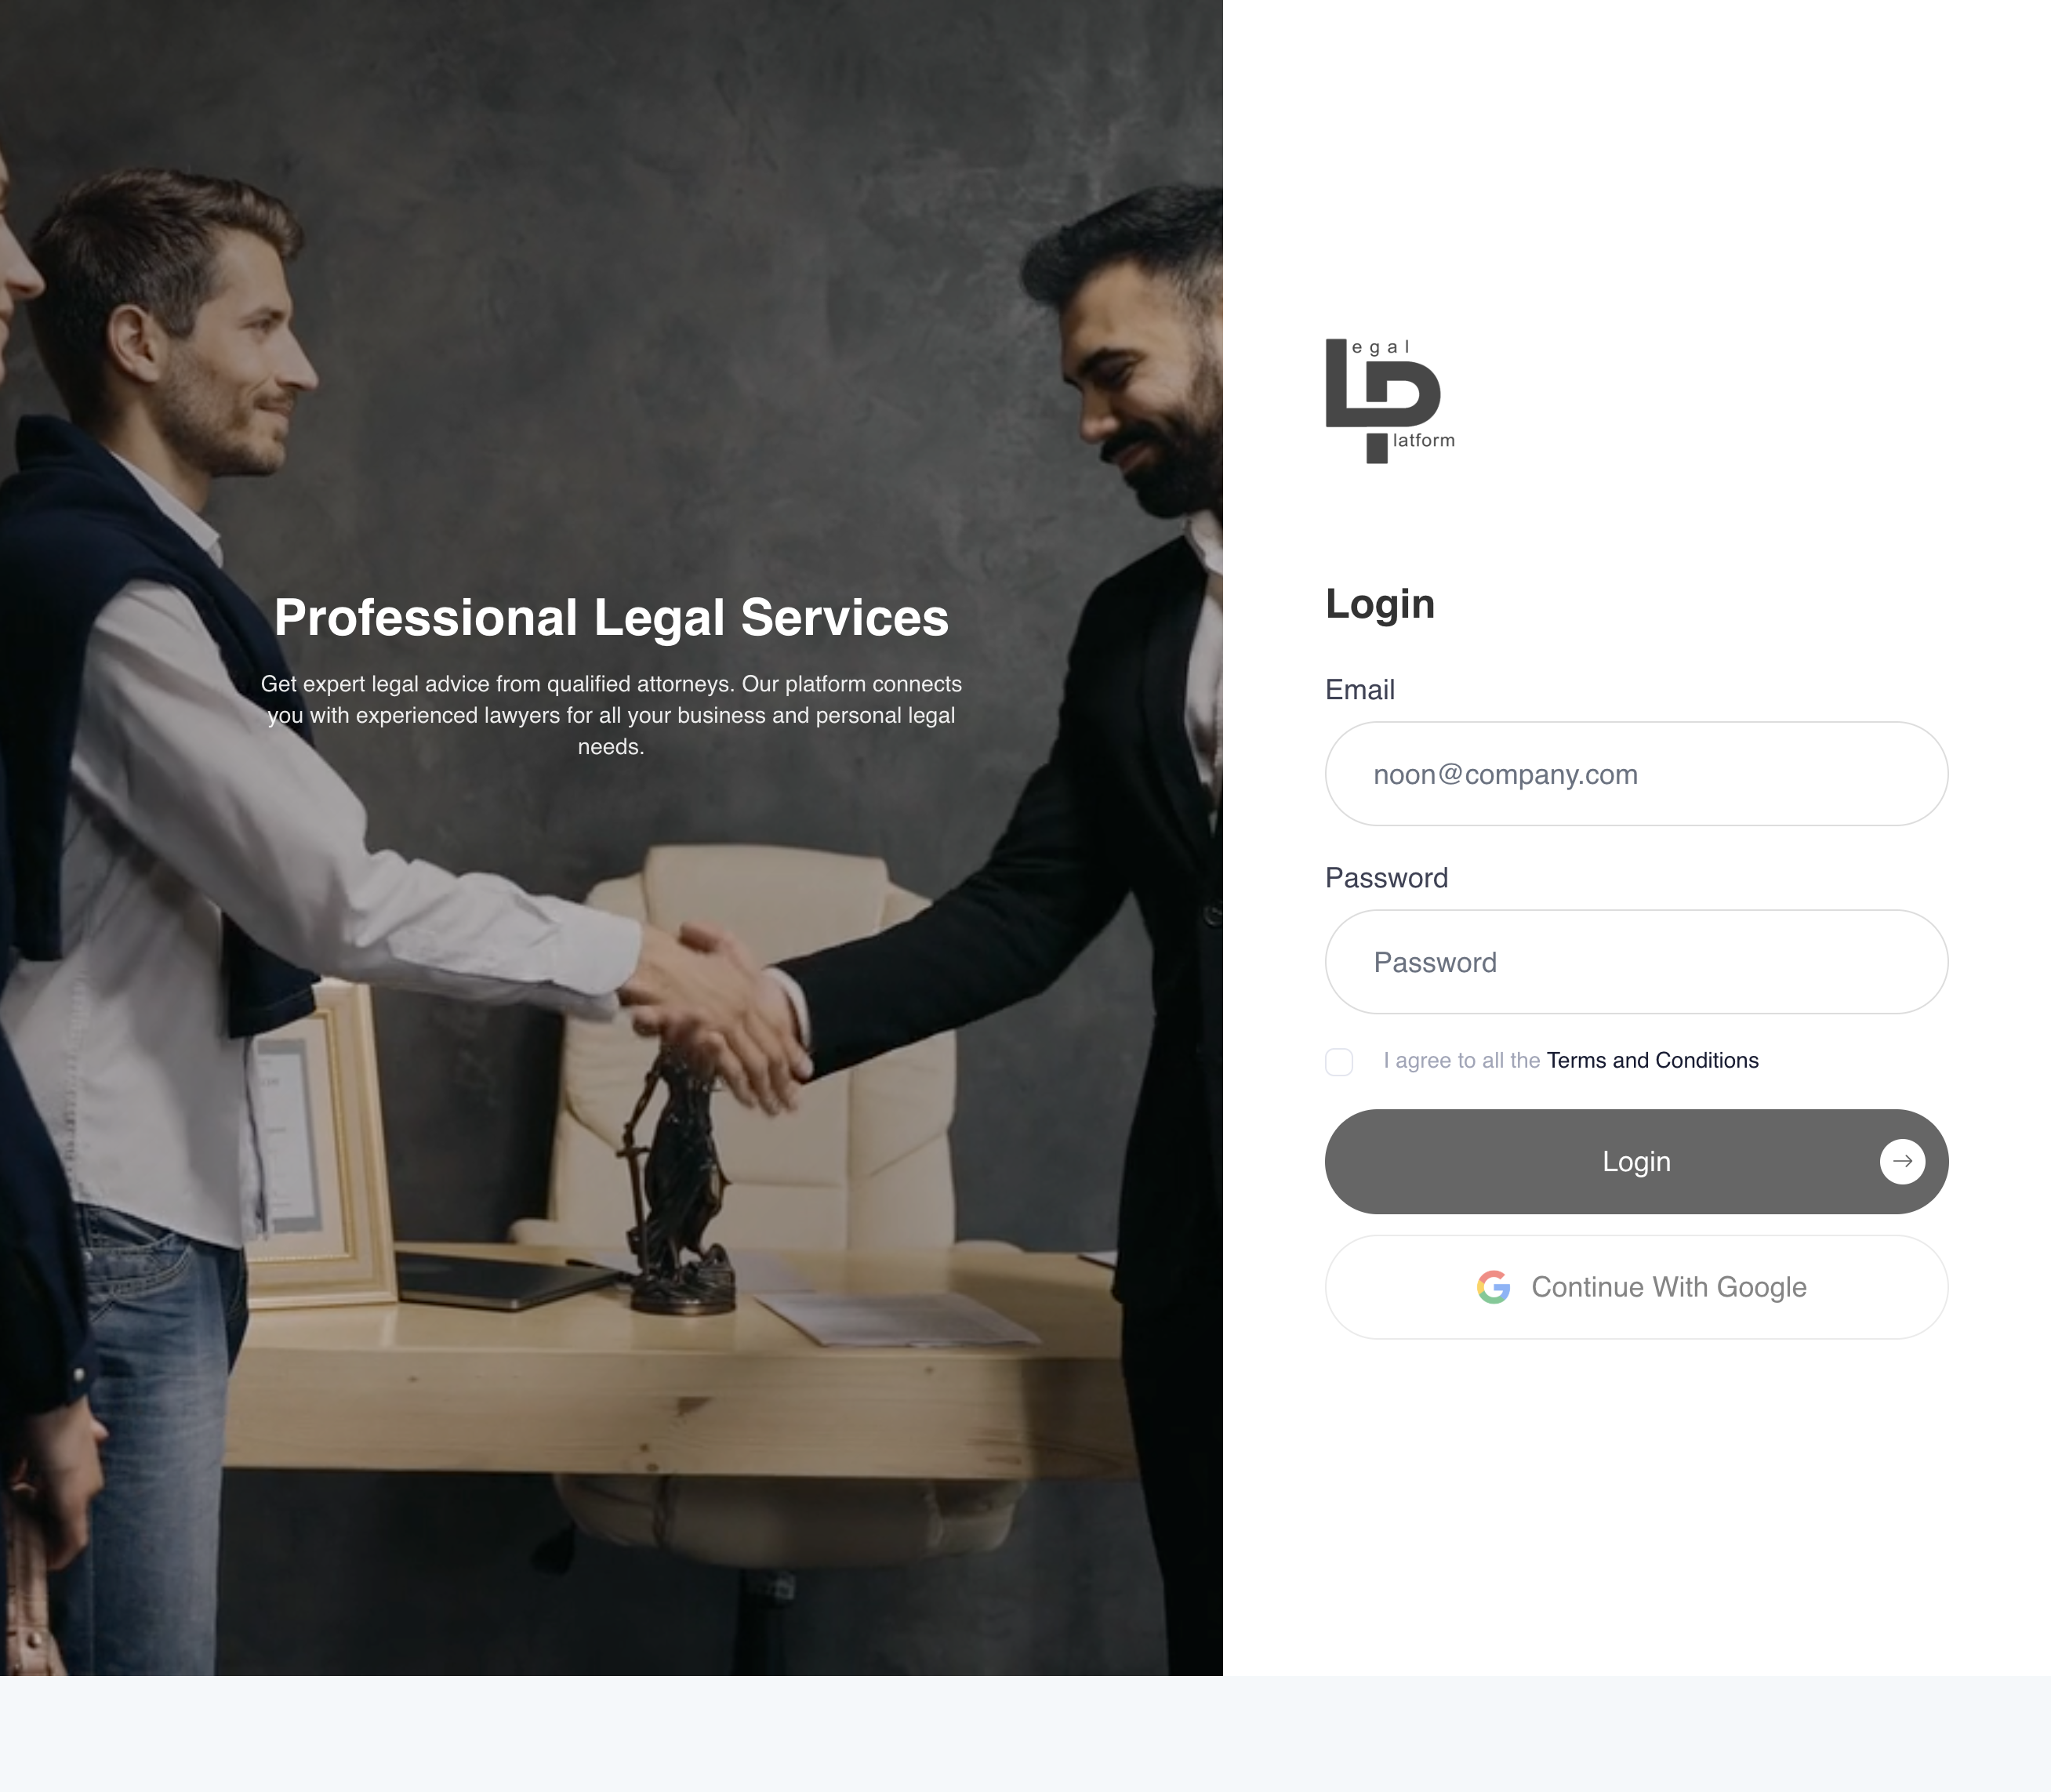 Professional Legal Services
Get expert legal advice from qualified attorneys. Our platform connects
you with experienced lawyers for all your business and personal legal
needs.
Legal
Platform
Login
Email
noon@company.com
Password
Password
I agree to all the Terms and Conditions
Login
Continue With Google